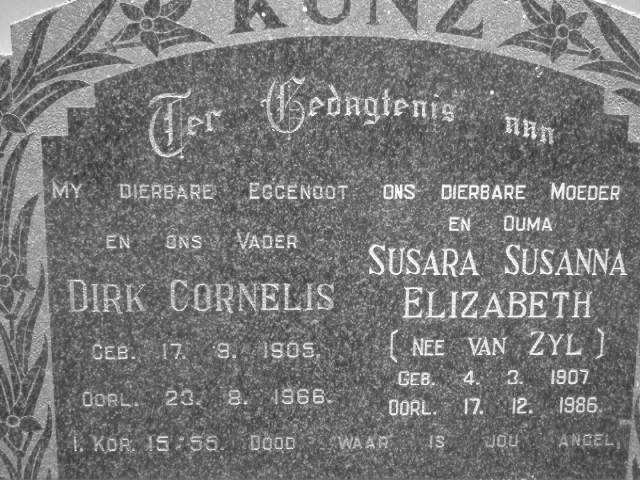 KUNZ
Ter Gedagtenis aan
MY DIERBARE EGGENOOT
EN ONS VADER
DIRK CORNELIS
GEB. 17. 9. 1905.
OORL. 23. 8. 1966.
ONS DIERBARE MOEDER
EN OUMA
SUSARA SUSANNA
ELIZABETH
( NEE VAN ZYL )
GEB. 4. 3. 1907
OORL. 17. 12. 1986.
1. KOR. 15:55. DOOD WAAR IS JOU ANGEL,